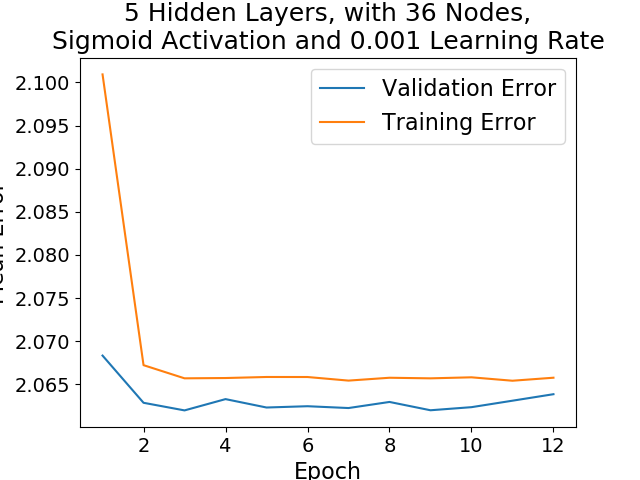 5 Hidden Layers, with 36 Nodes,
Sigmoid Activation and 0.001 Learning Rate
Validation Error
Training Error
2.100
2.095
2.090
2.085
2.080
2.075
2.070
2.065
2
4
6
8
10
12
Epoch